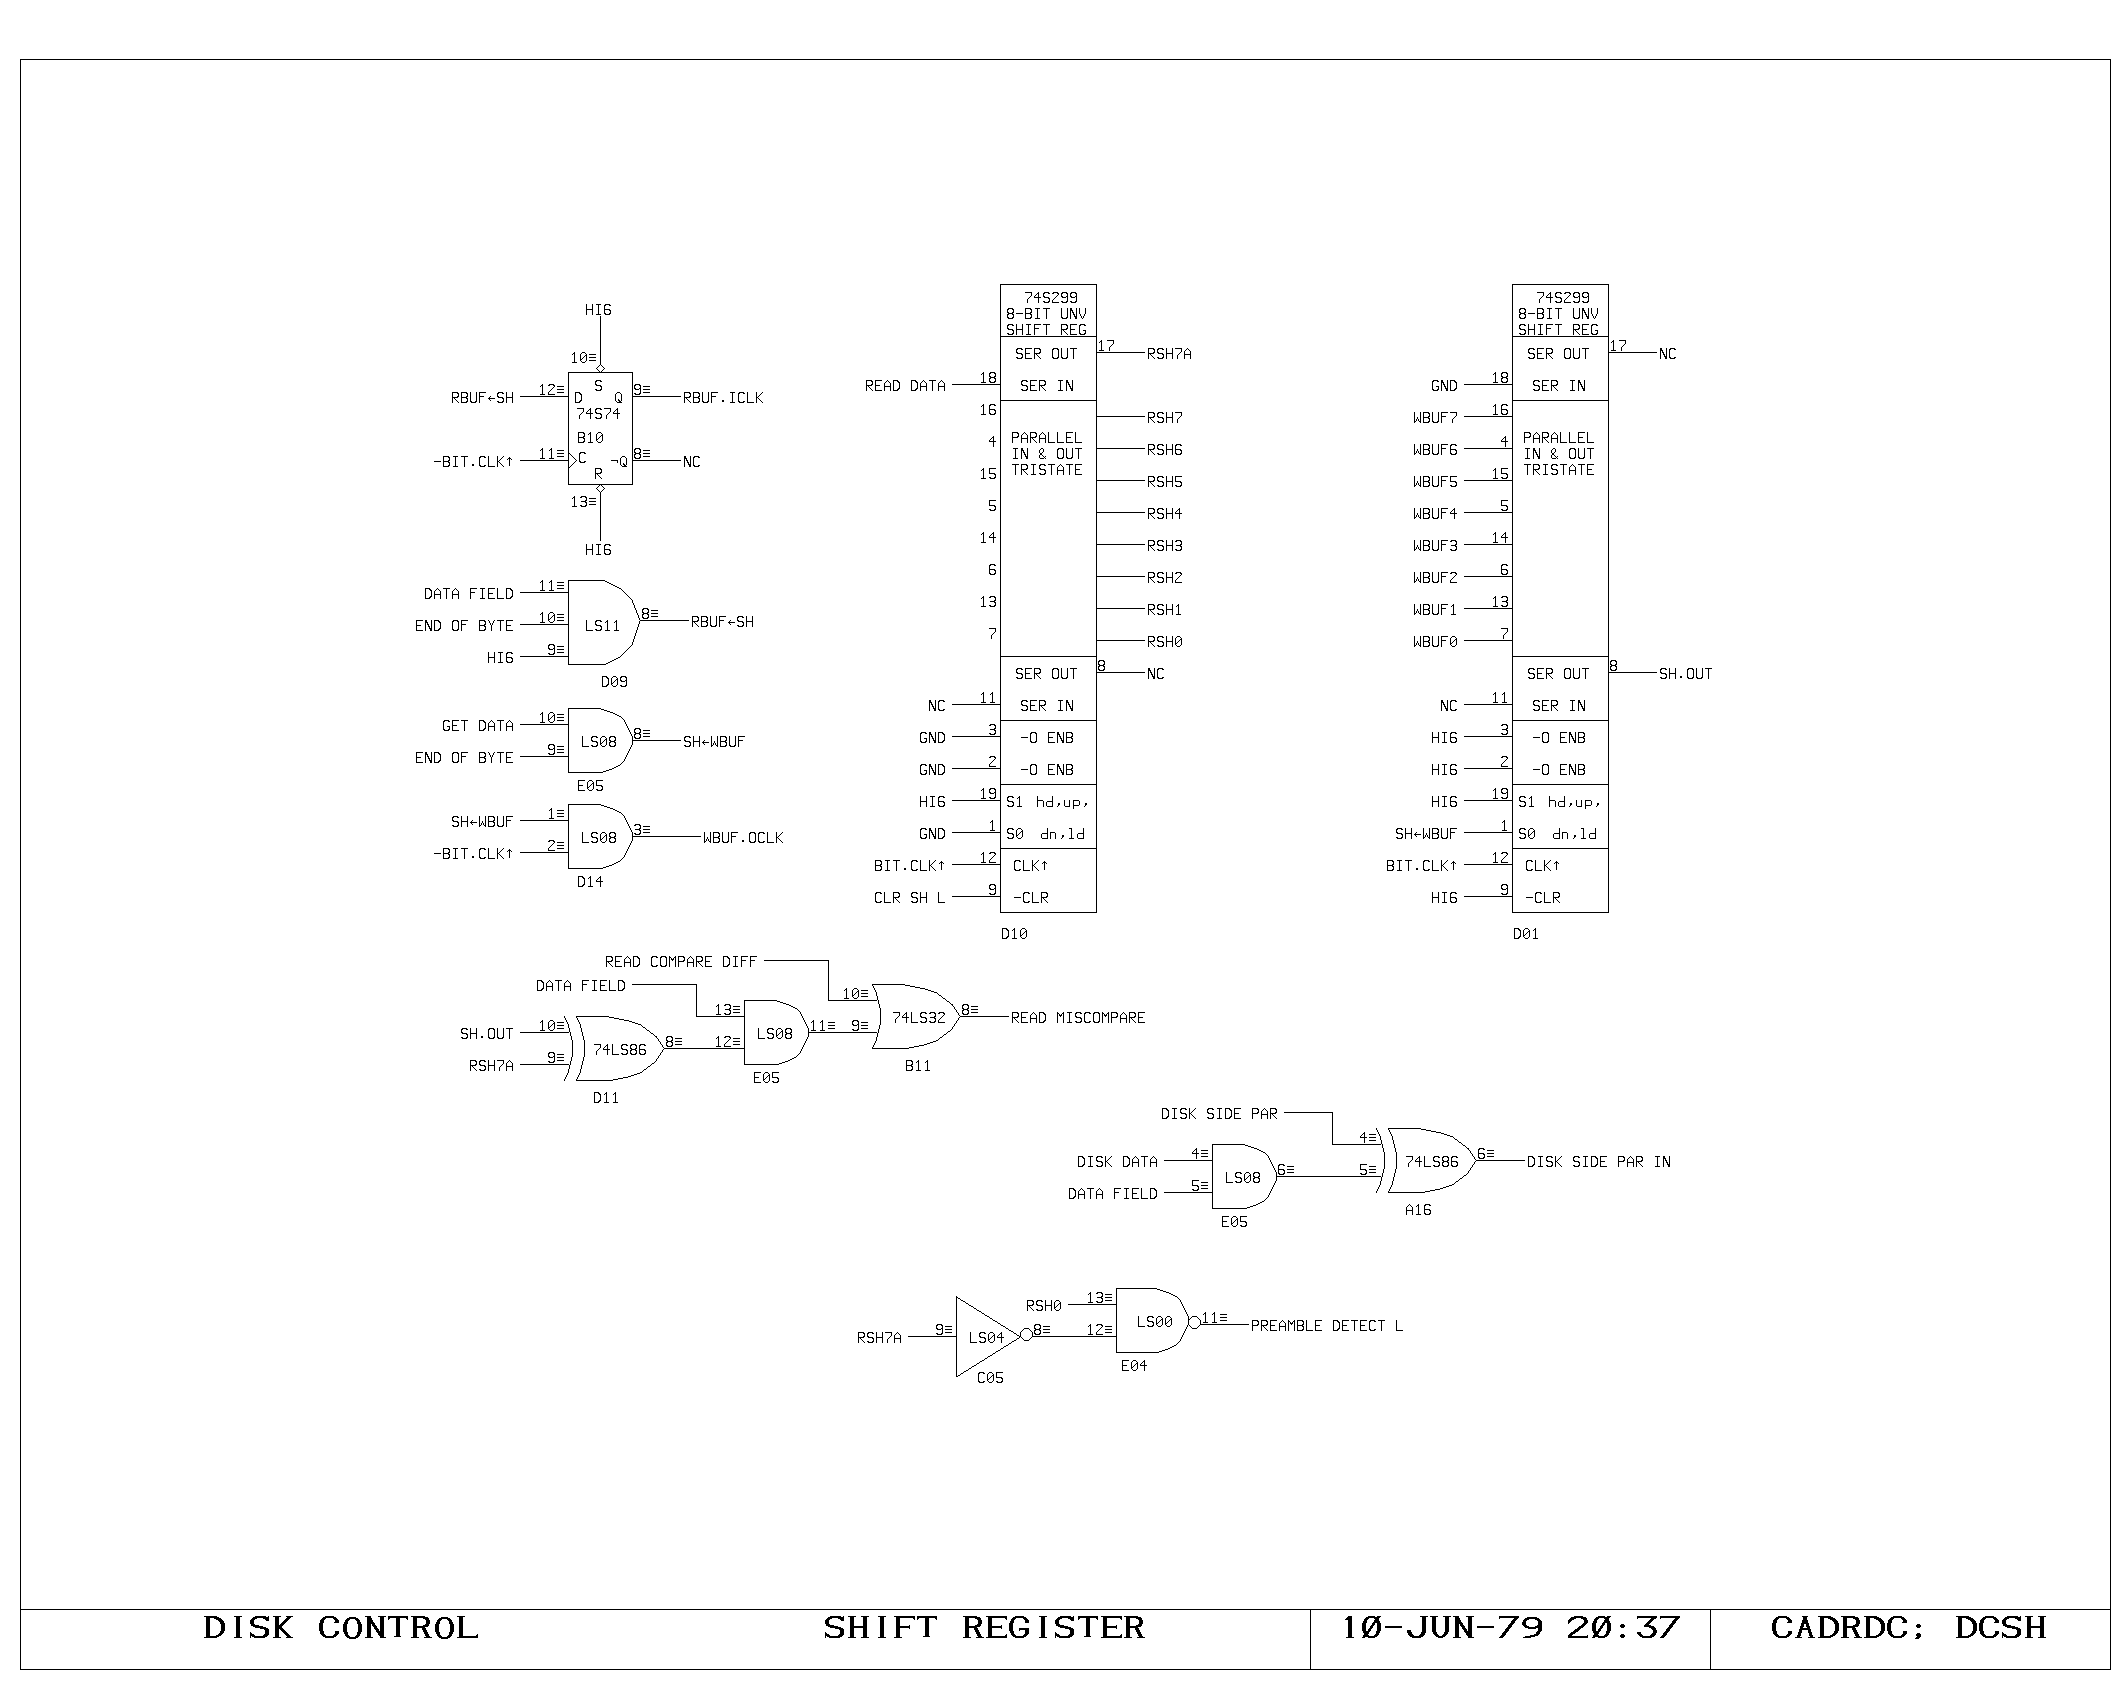 HI6
10≡
S
RBUF←SH 12≡ D Q 9≡ RBUF.ICLK
74S74
B10
-BIT.CLK↑ 11≡ C ¬Q 8≡ NC
R
13≡
HI6
DATA FIELD 11≡
END OF BYTE 10≡ LS11 8≡ RBUF←SH
HI6 9≡
D09
GET DATA 10≡
LS08 8≡ SH←WBUF
END OF BYTE 9≡
E05
SH←WBUF 1≡
LS08 3≡ WBUF.OCLK
-BIT.CLK↑ 2≡
D14
74S299
8-BIT UNV
SHIFT REG
SER OUT 17 RSH7A
READ DATA 18 SER IN
16 RSH7
PARALLEL
4 IN & OUT RSH6
TRISTATE
15 RSH5
5 RSH4
14 RSH3
6 RSH2
13 RSH1
7 RSH0
SER OUT 8 NC
NC 11 SER IN
GND 3 -O ENB
GND 2 -O ENB
HI6 19 S1 hd,up,
GND 1 S0 dn,ld
BIT.CLK↑ 12 CLK↑
CLR SH L 9 -CLR
D10
74S299
8-BIT UNV
SHIFT REG
SER OUT 17 NC
GND 18 SER IN
WBUF7 16
PARALLEL
WBUF6 4 IN & OUT
TRISTATE
WBUF5 15
WBUF4 5
WBUF3 14
WBUF2 6
WBUF1 13
WBUF0 7
SER OUT 8 SH.OUT
NC 11 SER IN
HI6 3 -O ENB
HI6 2 -O ENB
HI6 19 S1 hd,up,
SH←WBUF 1 S0 dn,ld
BIT.CLK↑ 12 CLK↑
HI6 9 -CLR
D01
READ COMPARE DIFF
DATA FIELD
10≡
13≡ 74LS32 8≡ READ MISCOMPARE
SH.OUT 10≡ LS08 11≡ 9≡
74LS86 8≡ 12≡
RSH7A 9≡
B11
E05
D11
DISK SIDE PAR
4≡
DISK DATA 4≡ 74LS86 6≡ DISK SIDE PAR IN
LS08 6≡ 5≡
DATA FIELD 5≡
A16
E05
RSH0 13≡
LS00 11≡ PREAMBLE DETECT L
RSH7A 9≡ LS04 8≡ 12≡
E04
C05
DISK CONTROL SHIFT REGISTER 10-JUN-79 20:37 CADRDC; DCSH